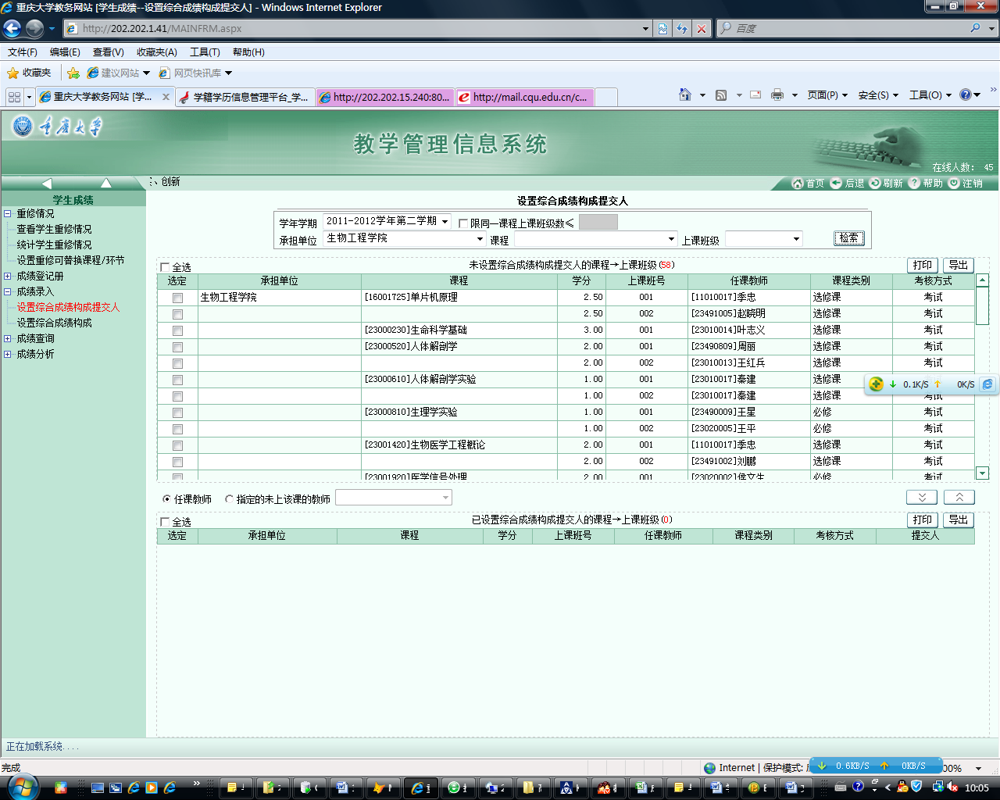 重庆大学教务网站 [学生成绩--设置综合成绩构成提交人] - Windows Internet Explorer
http://202.202.1.41/MAINFRM.aspx
百度
文件(F) 编辑(E) 查看(V) 收藏夹(A) 工具(T) 帮助(H)
收藏夹 建议网站 网页快讯库
重庆大学教务网站 [学... 学籍学历信息管理平台_学... http://202.202.15.240:80... http://mail.cqu.edu.cn/c... 页面(P) 安全(S) 工具(O)
重庆大学
教学管理信息系统
在线人数: 45
创新 首页 后退 刷新 帮助 注销
学生成绩
重修情况
查看学生重修情况
统计学生重修情况
设置重修可替换课程/环节
成绩登记册
成绩录入
设置综合成绩构成提交人
设置综合成绩构成
成绩查询
成绩分析
设置综合成绩构成提交人
学年学期 2011-2012学年第二学期 限同一课程上课班级数≤
承担单位 生物工程学院 课程 上课班级 检索
全选 未设置综合成绩构成提交人的课程→上课班级(58) 打印 导出
选定 承担单位 课程 学分 上课班号 任课教师 课程类别 考核方式
生物工程学院 [16001725]单片机原理 2.50 001 [11010017]季忠 选修课 考试
2.50 002 [23491005]赵晓明 选修课 考试
[23000230]生命科学基础 3.00 001 [23010014]叶志义 选修课 考试
[23000520]人体解剖学 2.00 001 [23490809]周丽 选修课 考试
2.00 002 [23010013]王红兵 选修课 考试
[23000610]人体解剖学实验 1.00 001 [23010017]秦建 选修课 考试
1.00 002 [23010017]秦建 选修课 考试
[23000810]生理学实验 1.00 001 [23490009]王星 必修 考试
1.00 002 [23020005]王平 必修 考试
[23001420]生物医学工程概论 2.00 001 [11010017]季忠 选修课 考试
2.00 002 [23491002]刘鹏 选修课 考试
[23001920]医学信号处理 2.00 001 [23020002]侯文生 必修 考试
0.1K/S 0K/S
任课教师 指定的未上该课的教师
全选 已设置综合成绩构成提交人的课程→上课班级(0) 打印 导出
选定 承担单位 课程 学分 上课班号 任课教师 课程类别 考核方式 提交人
正在加载系统....
完成 Internet | 保护模式: 00%
0.6KB/S 0KB/S
10:05